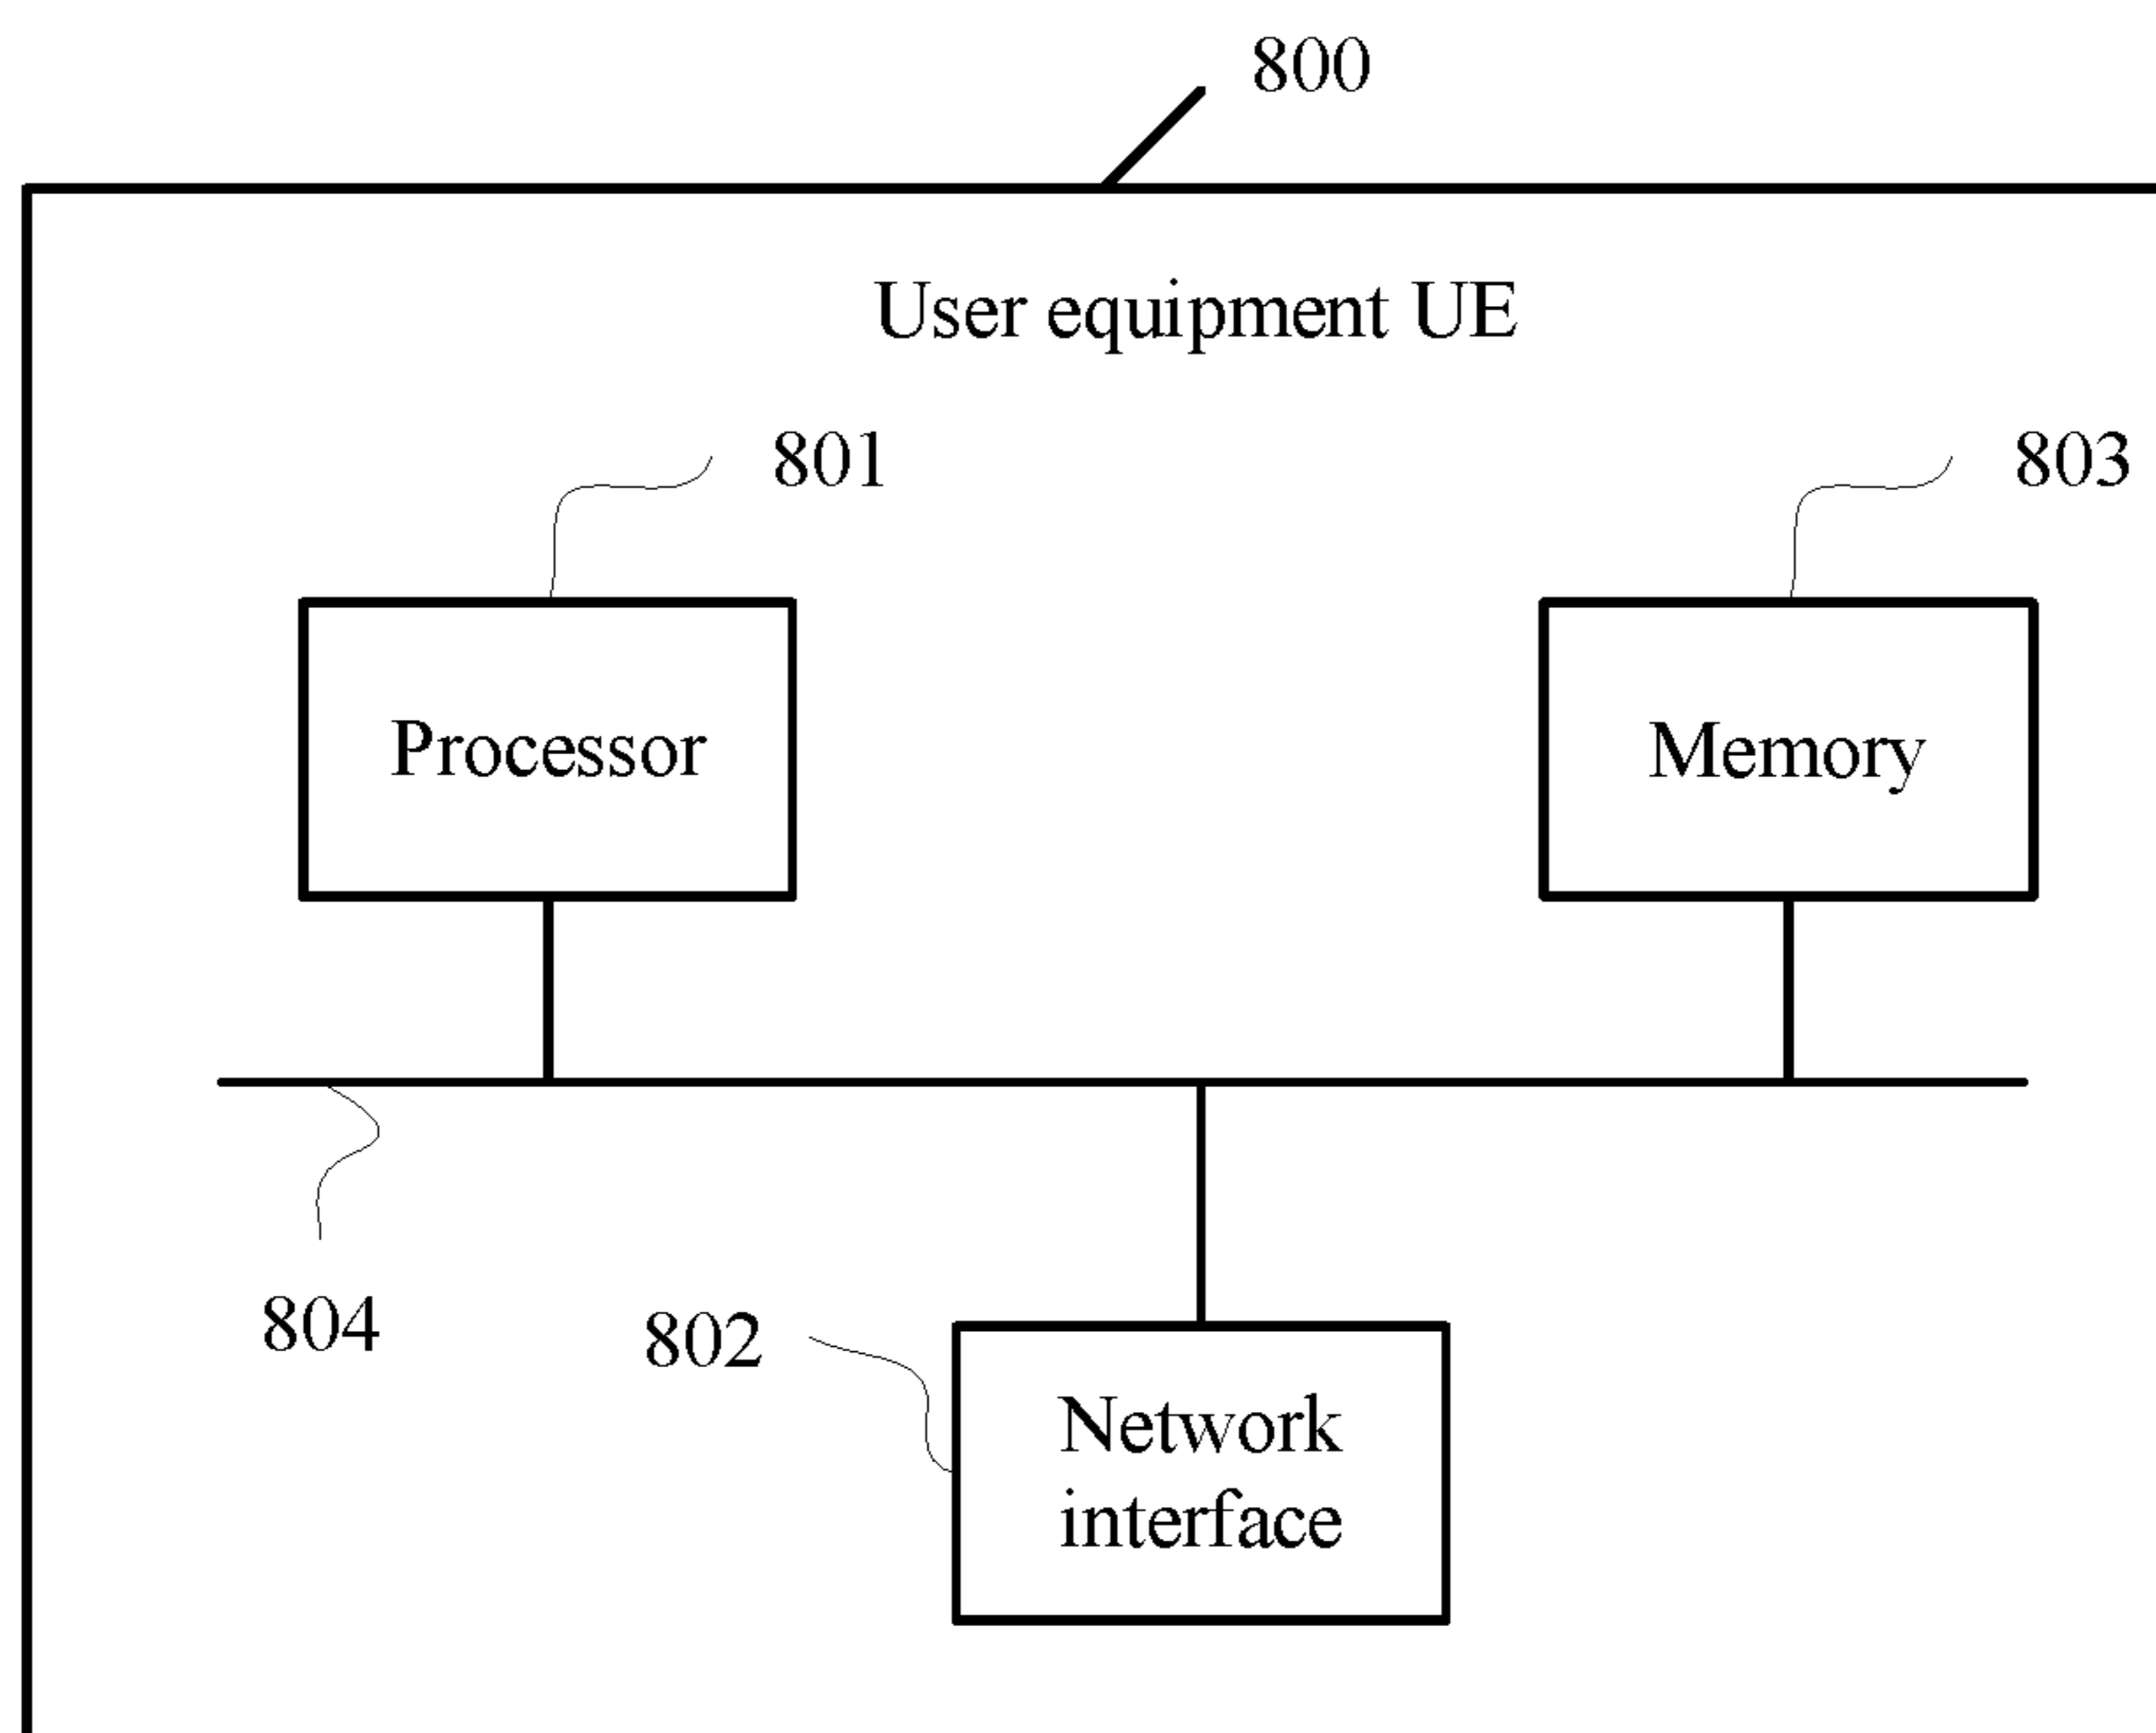 800
User equipment UE
801
803
Processor
Memory
804
802
Network
interface